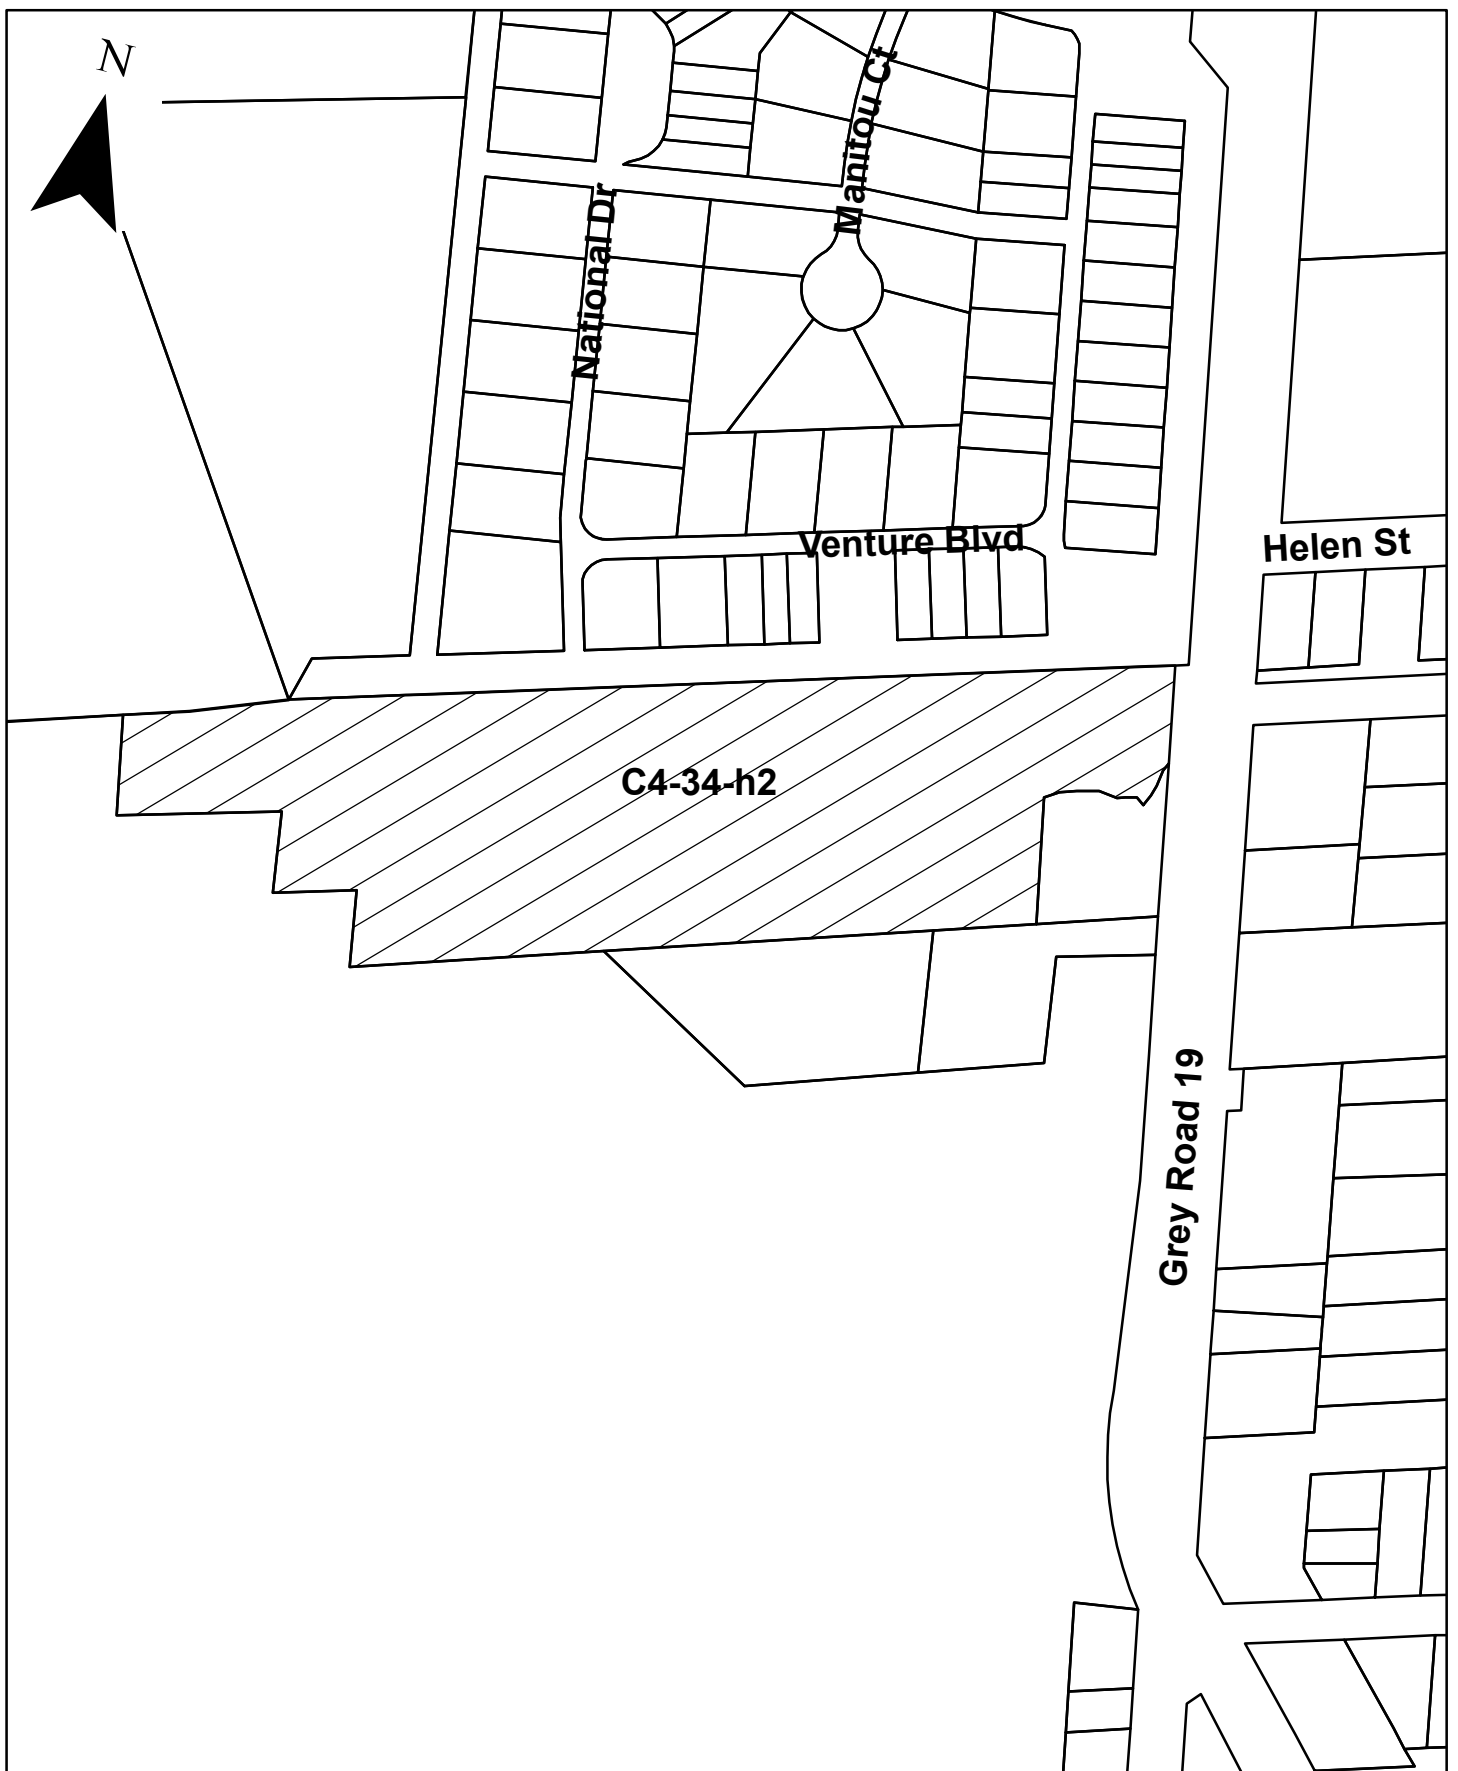 N
Manitou Ct
National Dr
Venture Blvd
Helen St
C4-34-h2
Grey Road 19